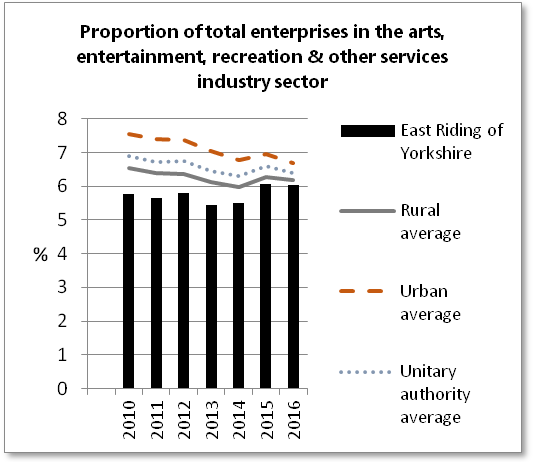 Proportion of total enterprises in the arts,
entertainment, recreation & other services
industry sector
8
7
6
5
4
3
2
1
0
%
2010
2011
2012
2013
2014
2015
2016
East Riding of
Yorkshire
Rural
average
Urban
average
Unitary
authority
average